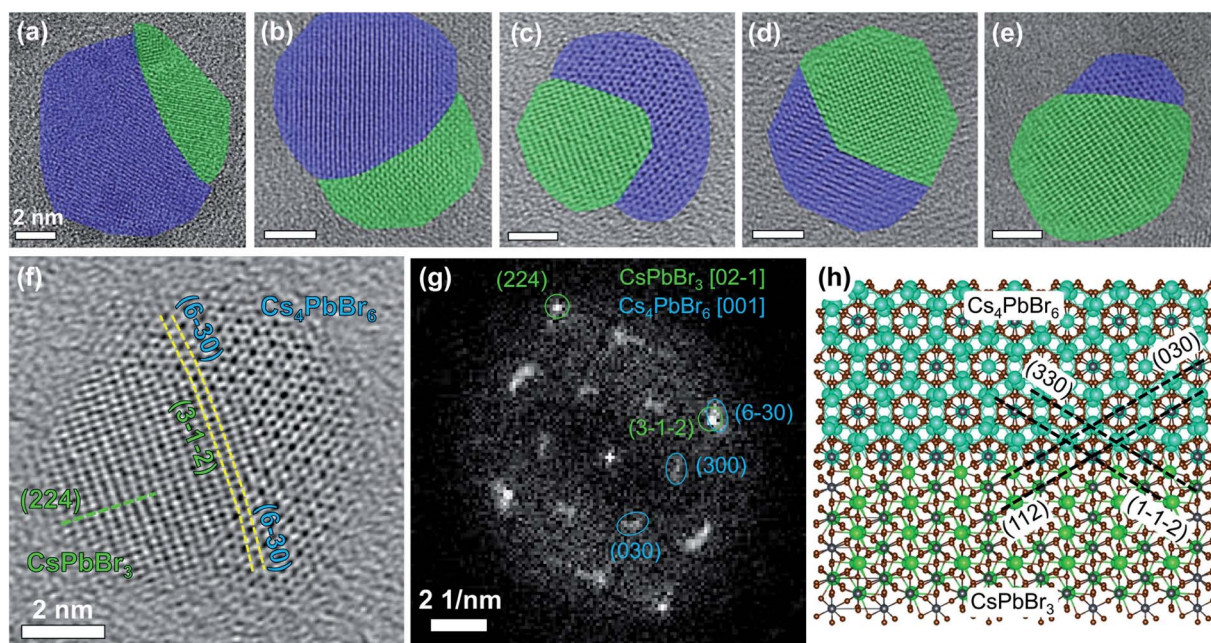 (a)
(b)
(c)
(d)
(e)
2 nm
(f)
(6-30)
Cs₄PbBr₆
(3-1-2)
(224)
CsPbBr₃
(6-30)
2 nm
(g)
(224)
CsPbBr₃ [02-1]
Cs₄PbBr₆ [001]
(3-1-2)
(6-30)
(300)
(030)
2 1/nm
(h)
Cs₄PbBr₆
(030)
(330)
(112)
(1-1-2)
CsPbBr₃